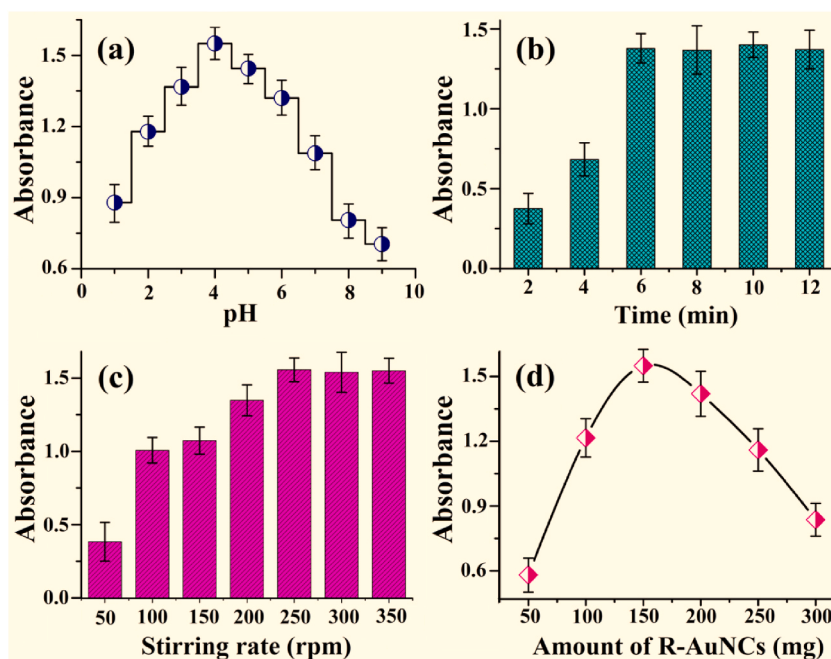 (a)
Absorbance
1.5
1.2
0.9
0.6
0 2 4 6 8 10
pH
(b)
Absorbance
1.5
1.0
0.5
0.0
2 4 6 8 10 12
Time (min)
(c)
Absorbance
1.5
1.0
0.5
0.0
50 100 150 200 250 300 350
Stirring rate (rpm)
(d)
Absorbance
1.5
1.2
0.9
0.6
50 100 150 200 250 300
Amount of R-AuNCs (mg)